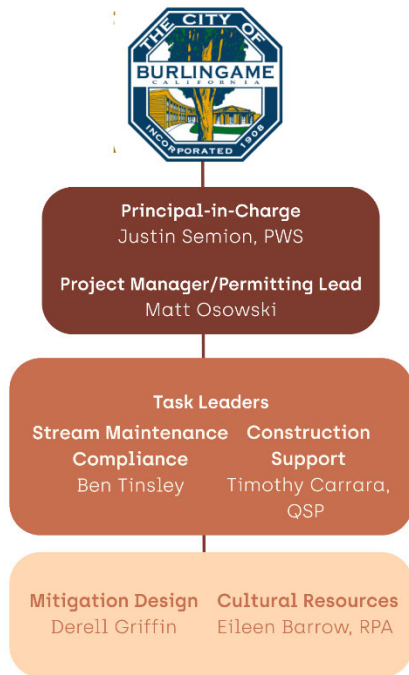 THE CITY OF
BURLINGAME
CALIFORNIA
INCORPORATED 1908
Principal-in-Charge
Justin Semion, PWS
Project Manager/Permitting Lead
Matt Osowski
Task Leaders
Stream Maintenance
Compliance
Ben Tinsley
Construction
Support
Timothy Carrara,
QSP
Mitigation Design
Derell Griffin
Cultural Resources
Eileen Barrow, RPA